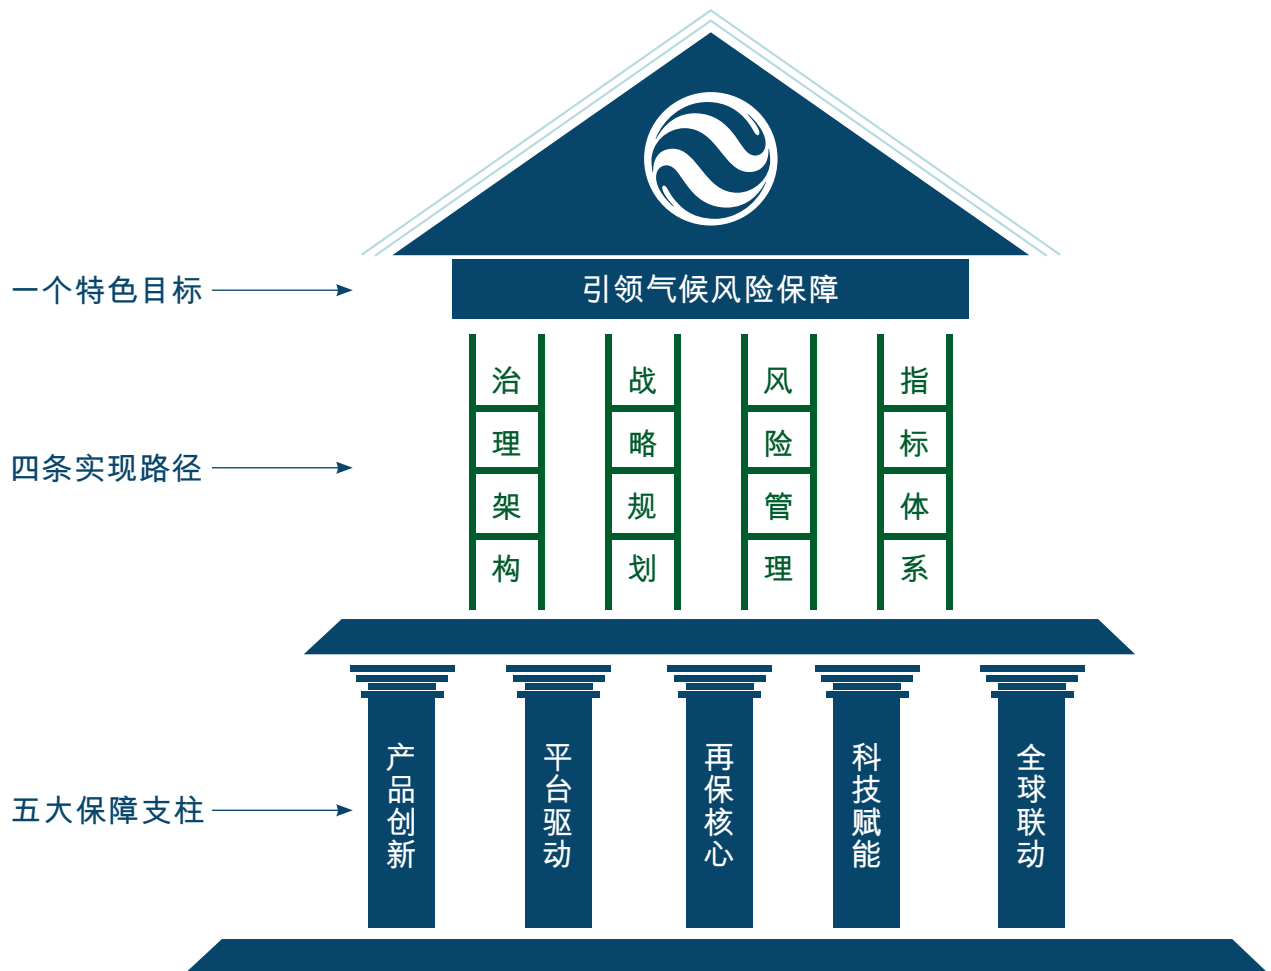 一个特色目标
引领气候风险保障
四条实现路径
治理架构
战略规划
风险管理
指标体系
五大保障支柱
产品创新
平台驱动
再保核心
科技赋能
全球联动